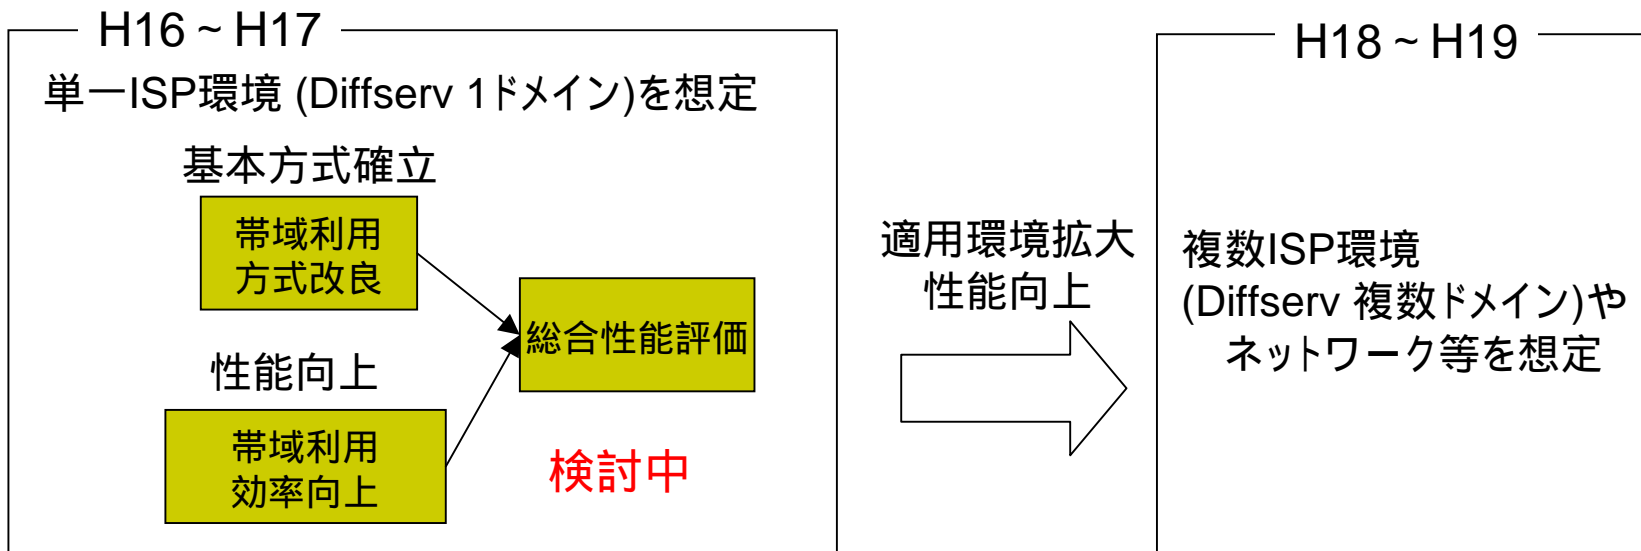 H16 ~ H17
単一ISP環境 (Diffserv 1ドメイン)を想定
基本方式確立
帯域利用
方式改良
総合性能評価
性能向上
帯域利用
効率向上
検討中
適用環境拡大
性能向上
H18 ~ H19
複数ISP環境
(Diffserv 複数ドメイン)や
ネットワーク等を想定